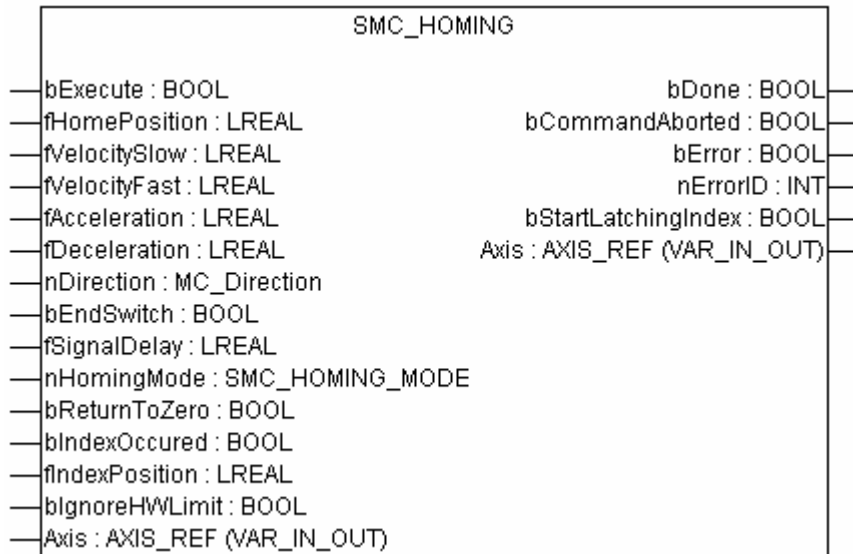 SMC_HOMING
bExecute : BOOL bDone : BOOL
fHomePosition : LREAL bCommandAborted : BOOL
fVelocitySlow : LREAL bError : BOOL
fVelocityFast : LREAL nErrorID : INT
fAcceleration : LREAL bStartLatchingIndex : BOOL
fDeceleration : LREAL Axis : AXIS_REF (VAR_IN_OUT)
nDirection : MC_Direction
bEndSwitch : BOOL
fSignalDelay : LREAL
nHomingMode : SMC_HOMING_MODE
bReturnToZero : BOOL
bIndexOccured : BOOL
fIndexPosition : LREAL
bIgnoreHWLimit : BOOL
Axis : AXIS_REF (VAR_IN_OUT)